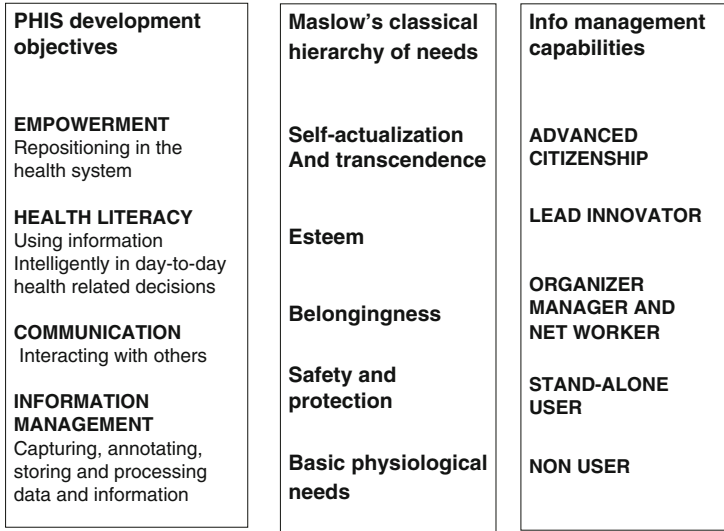 PHIS development
objectives
EMPOWERMENT
Repositioning in the
health system
HEALTH LITERACY
Using information
Intelligently in day-to-day
health related decisions
COMMUNICATION
Interacting with others
INFORMATION
MANAGEMENT
Capturing, annotating,
storing and processing
data and information
Maslow’s classical
hierarchy of needs
Self-actualization
And transcendence
Esteem
Belongingness
Safety and
protection
Basic physiological
needs
Info management
capabilities
ADVANCED
CITIZENSHIP
LEAD INNOVATOR
ORGANIZER
MANAGER AND
NET WORKER
STAND-ALONE
USER
NON USER